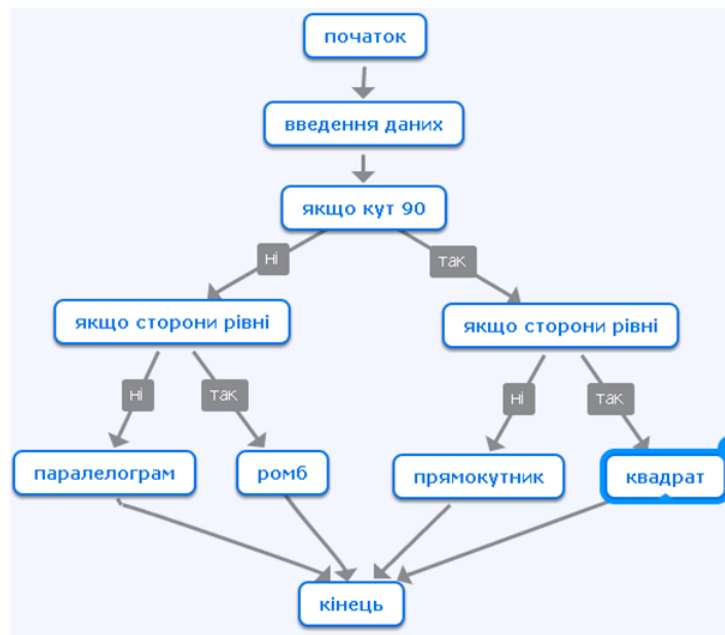 початок
введення даних
якщо кут 90
ні
так
якщо сторони рівні
якщо сторони рівні
ні
так
ні
так
паралелограм
ромб
прямокутник
квадрат
кінець